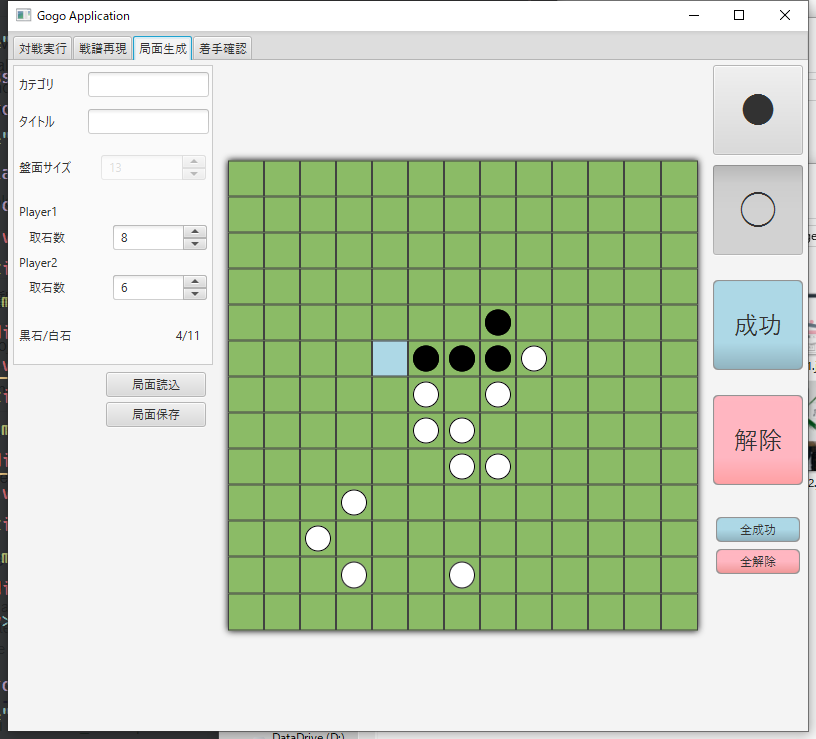 Gogo Application
対戦実行 戦譜再現 局面生成 着手確認
カテゴリ
タイトル
盤面サイズ 13
Player1
取石数 8
Player2
取石数 6
黒石/白石 4/11
局面読込
局面保存
成功
解除
全成功
全解除
DataDrive (D:)